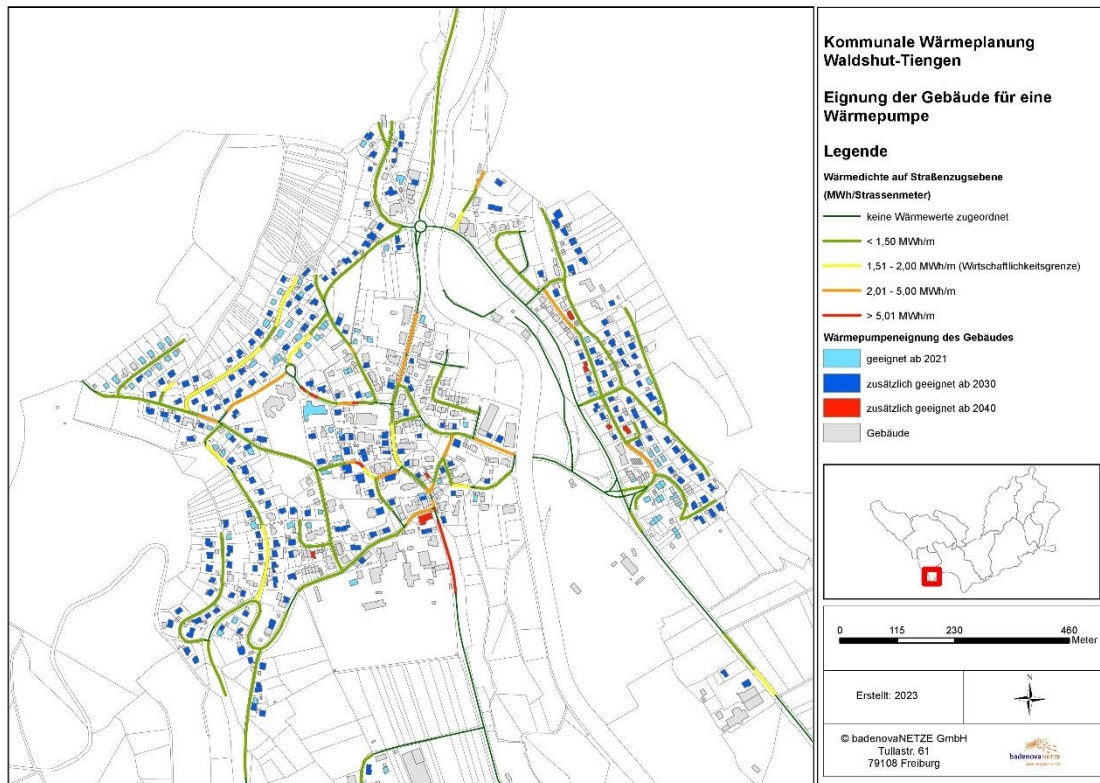 Kommunale Wärmeplanung
Waldshut-Tiengen
Eignung der Gebäude für eine
Wärmepumpe
Legende
Wärmedichte auf Straßenzugsebene
(MWh/Strassenmeter)
keine Wärmewerte zugeordnet
< 1,50 MWh/m
1,51 - 2,00 MWh/m (Wirtschaftlichkeitsgrenze)
2,01 - 5,00 MWh/m
> 5,01 MWh/m
Wärmepumpeneignung des Gebäudes
geeignet ab 2021
zusätzlich geeignet ab 2030
zusätzlich geeignet ab 2040
Gebäude
0 115 230 460
Meter
Erstellt: 2023
N
© badenovaNETZE GmbH
Tullastr. 61
79108 Freiburg
badenovaNETZE